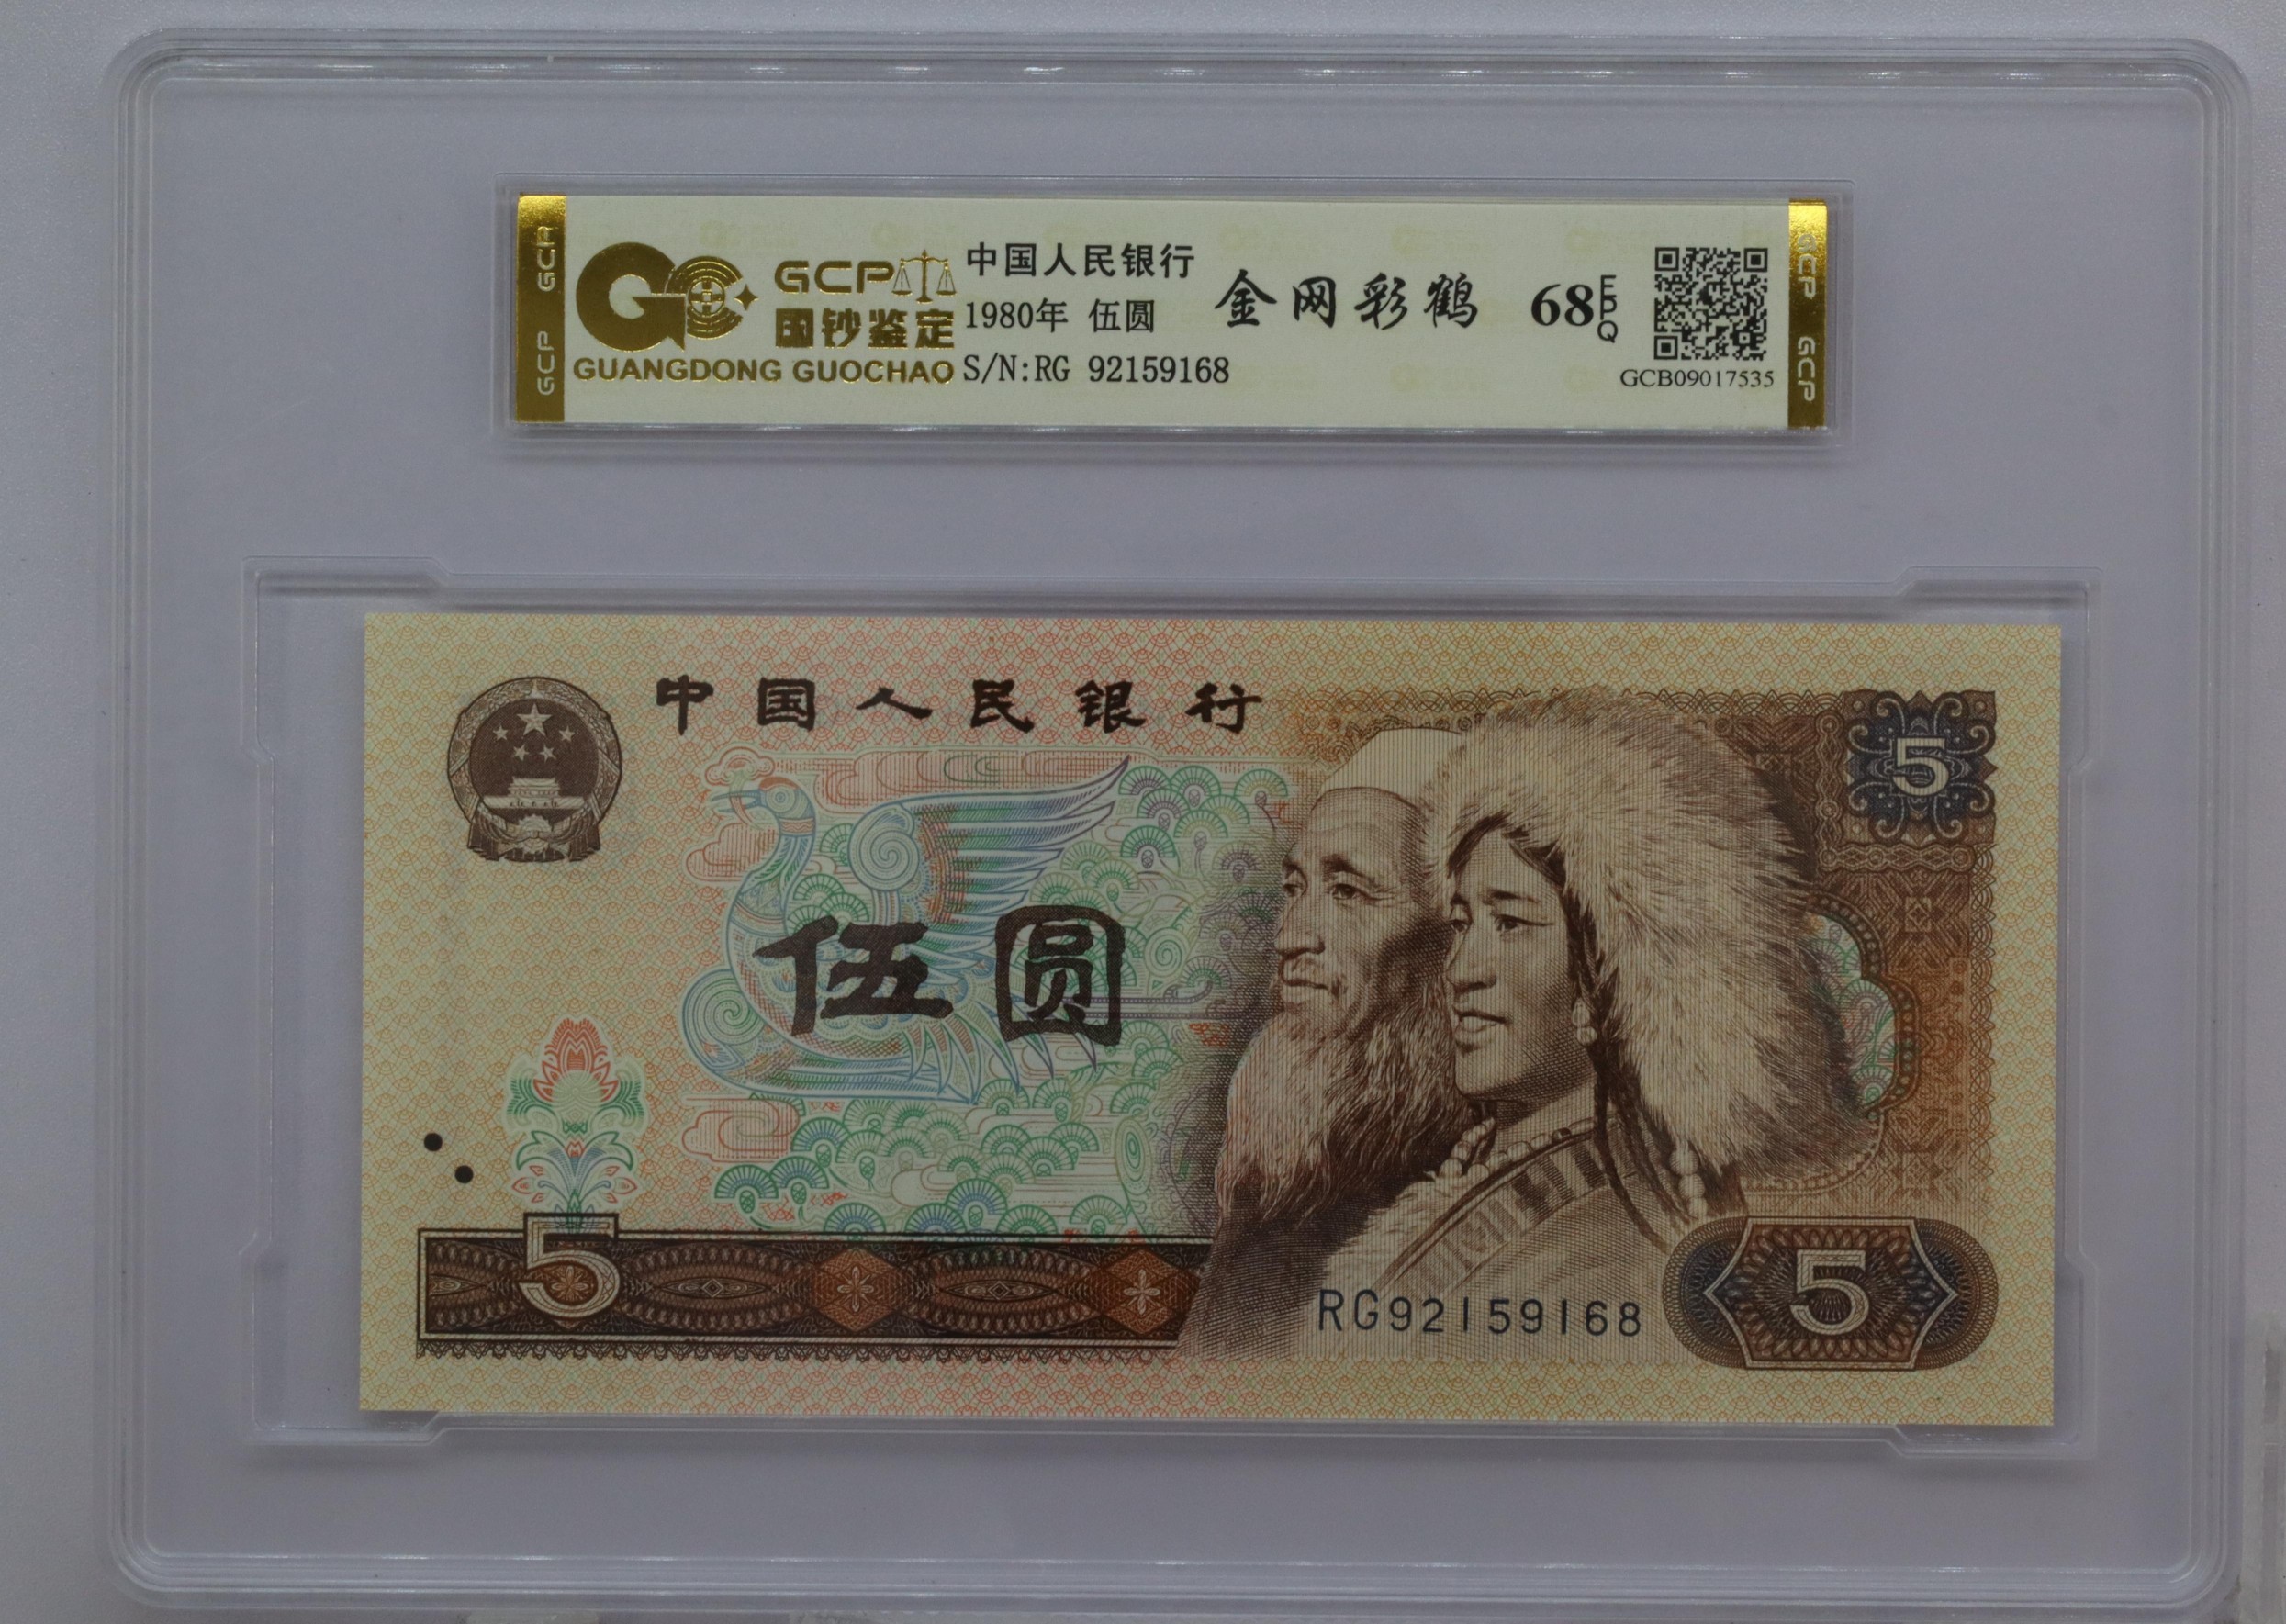 GCP GCP
GCP
国钞鉴定
GUANGDONG GUOCHAO
中国人民银行
1980年 伍圆
S/N:RG 92159168
金网彩鹤
68 EPQ
GCB09017535
GCP GCP
中国人民银行
5
伍圆
5
RG92159168
5